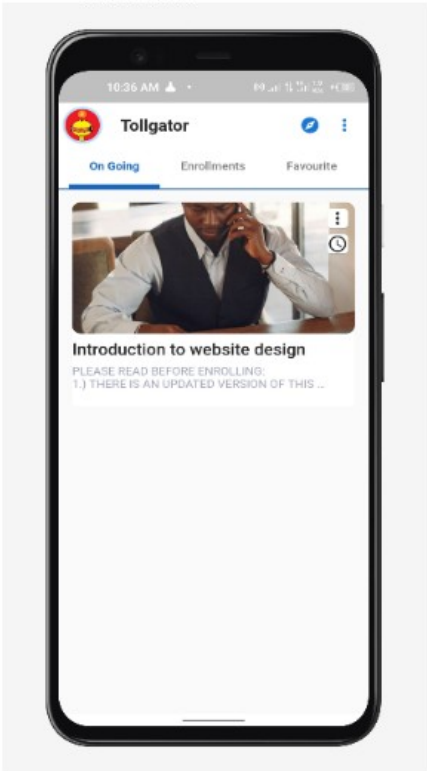 10:36 AM
Tollgator
On Going Enrollments Favourite
Introduction to website design
PLEASE READ BEFORE ENROLLING:
1.) THERE IS AN UPDATED VERSION OF THIS ...